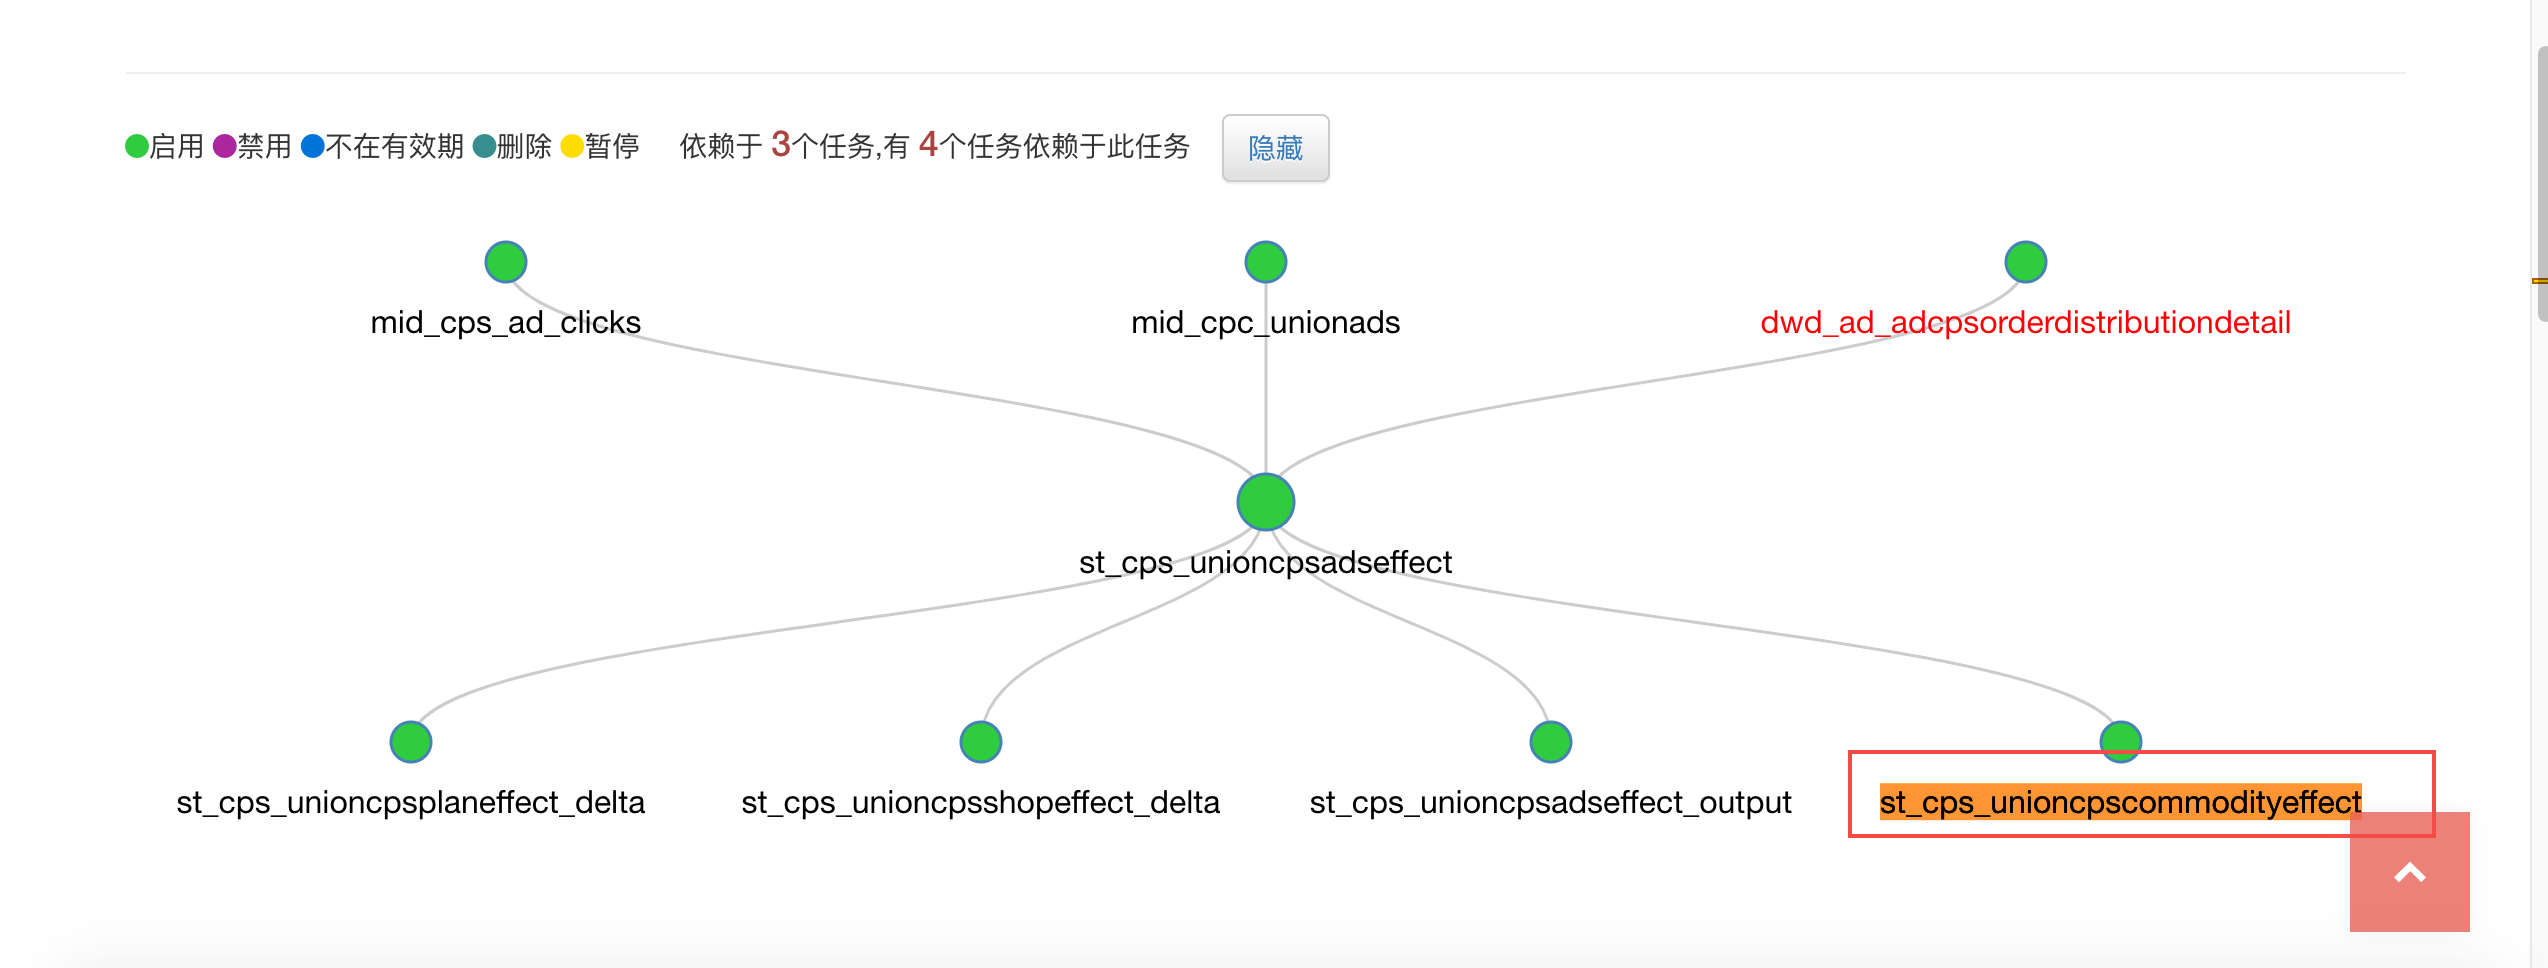 启用 禁用 不在有效期 删除 暂停 依赖于 3个任务,有 4个任务依赖于此任务 隐藏
mid_cps_ad_clicks mid_cpc_unionads dwd_ad_adcpsorderdistributiondetail
st_cps_unioncpsadseffect
st_cps_unioncpsplaneffect_delta st_cps_unioncpsshopeffect_delta st_cps_unioncpsadseffect_output st_cps_unioncpscommodityeffect